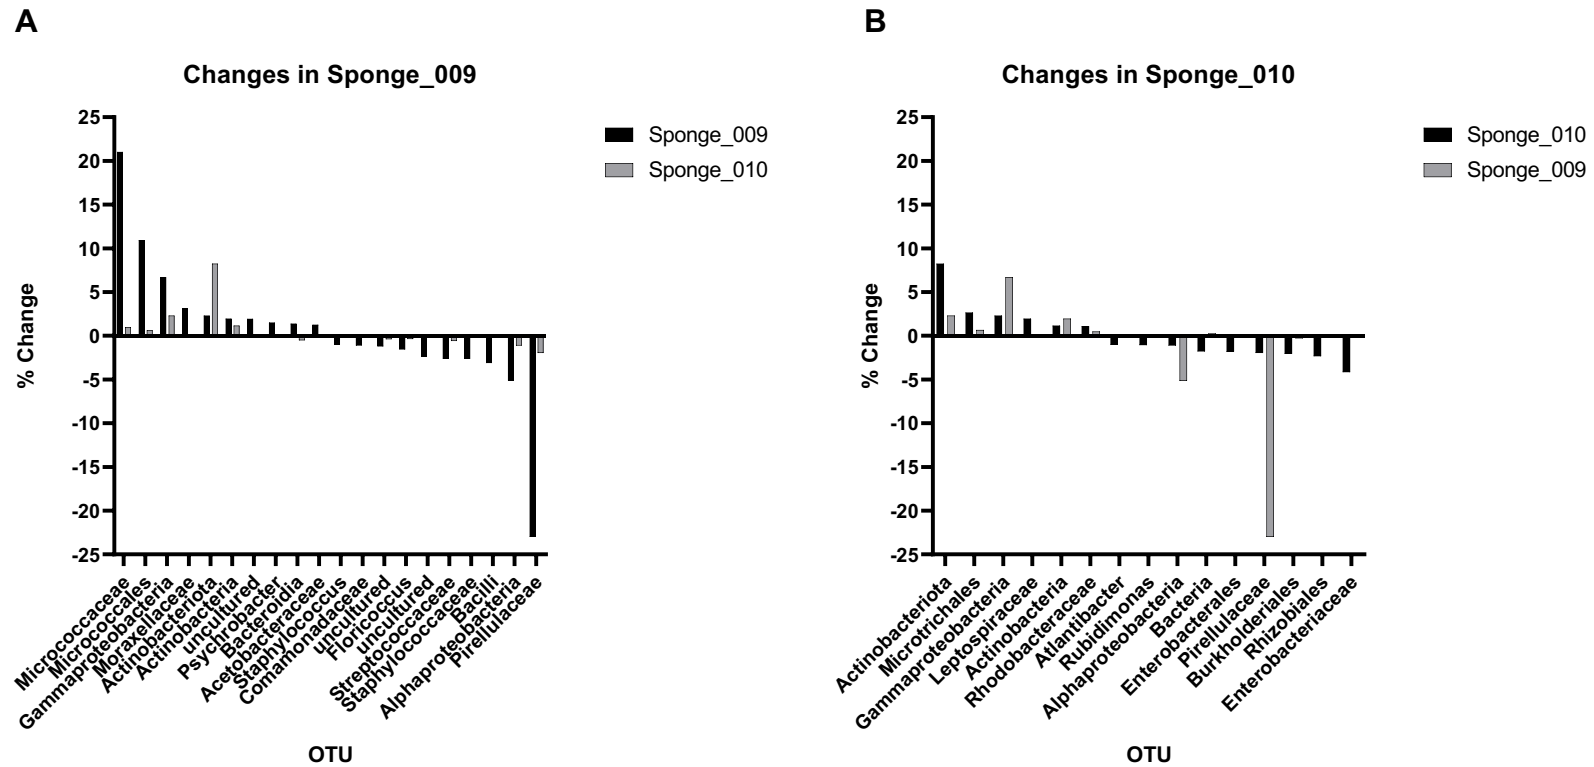 A
Changes in Sponge_009
25
20
15
10
5
0
-5
-10
-15
-20
-25
% Change
Sponge_009
Sponge_010
Micrococcaceae
Micrococcales
Gammaproteobacteria
Moraxellaceae
Actinobacteriota
Actinobacteria
uncultured
Psychrobacter
Bacteroidia
Acetobacteraceae
Staphylococcus
Comamonadaceae
uncultured
Floricoccus
uncultured
Streptococcaceae
Staphylococcaceae
Bacilli
Alphaproteobacteria
Pirellulaceae
OTU
B
Changes in Sponge_010
25
20
15
10
5
0
-5
-10
-15
-20
-25
% Change
Sponge_010
Sponge_009
Actinobacteriota
Microtrichales
Gammaproteobacteria
Leptospiraceae
Actinobacteria
Rhodobacteraceae
Atlantibacter
Rubidimonas
Alphaproteobacteria
Bacteria
Enterobacterales
Pirellulaceae
Burkholderiales
Rhizobiales
Enterobacteriaceae
OTU